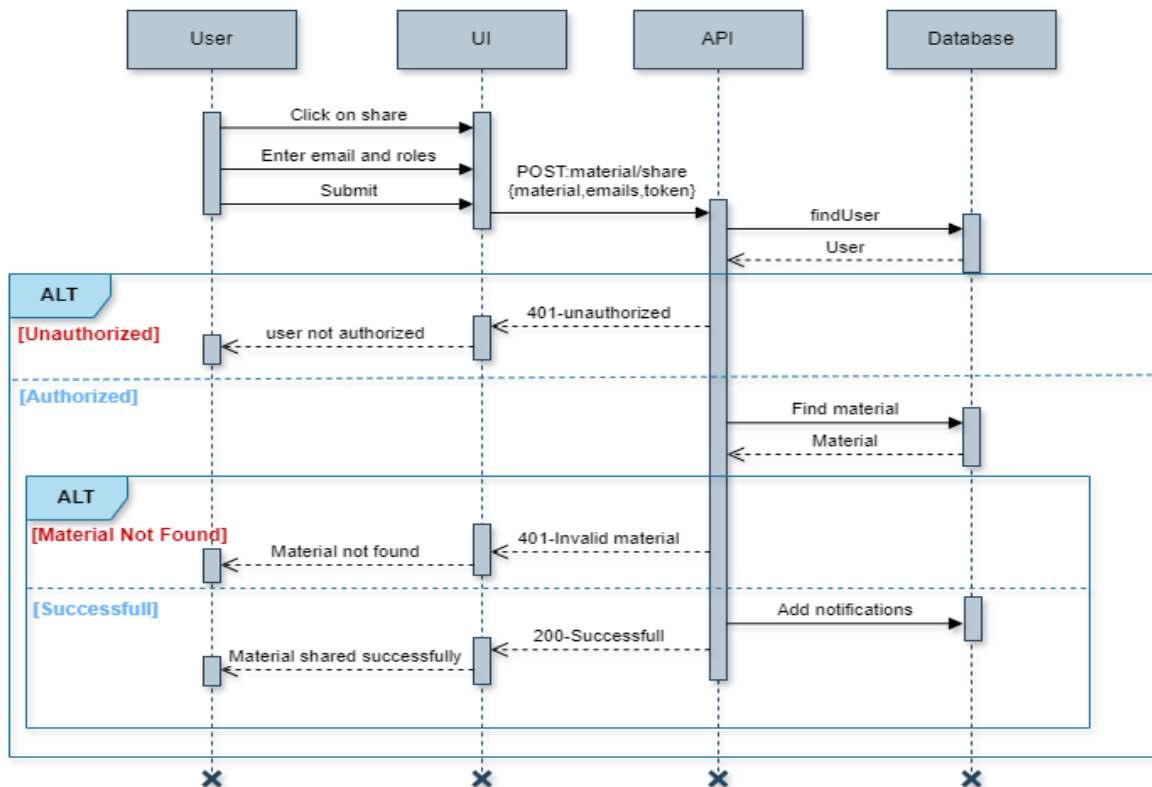 User
UI
API
Database
Click on share
Enter email and roles
Submit
POST:material/share
{material,emails,token}
findUser
User
ALT
[Unauthorized]
401-unauthorized
user not authorized
[Authorized]
Find material
Material
ALT
[Material Not Found]
401-Invalid material
Material not found
[Successfull]
Add notifications
200-Successfull
Material shared successfully